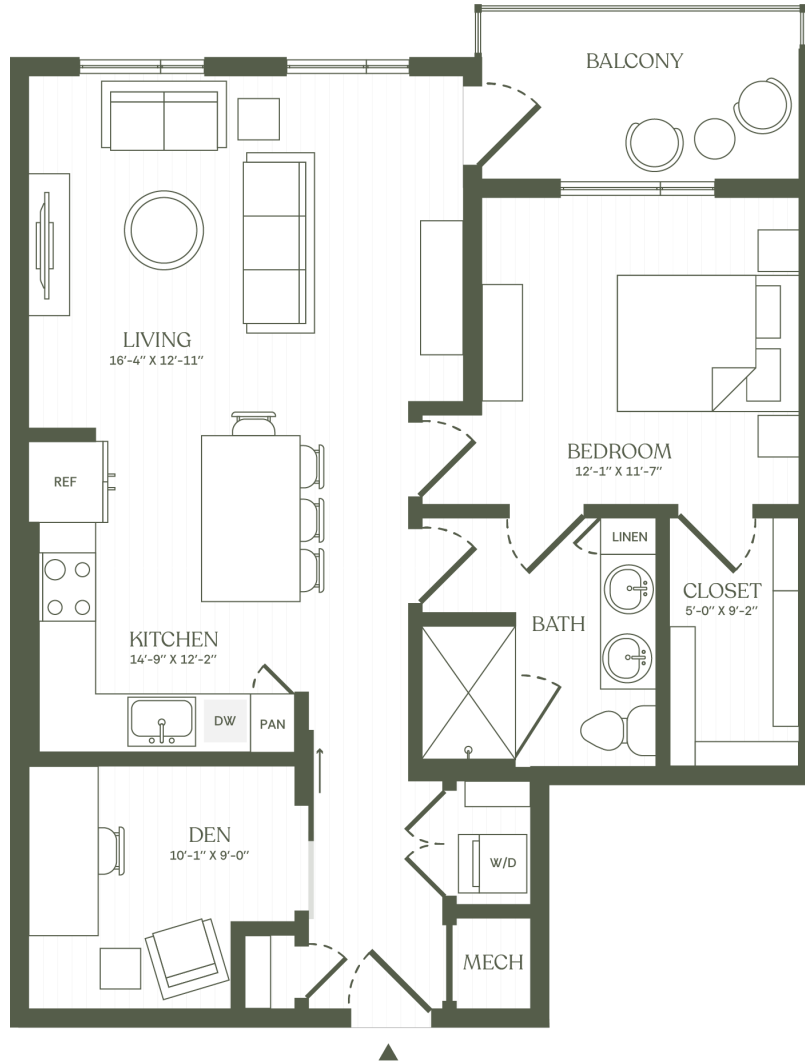 BALCONY
LIVING
16'-4" X 12'-11"
BEDROOM
12'-1" X 11'-7"
REF
LINEN
CLOSET
5'-0" X 9'-2"
BATH
KITCHEN
14'-9" X 12'-2"
DW
PAN
DEN
10'-1" X 9'-0"
W/D
MECH